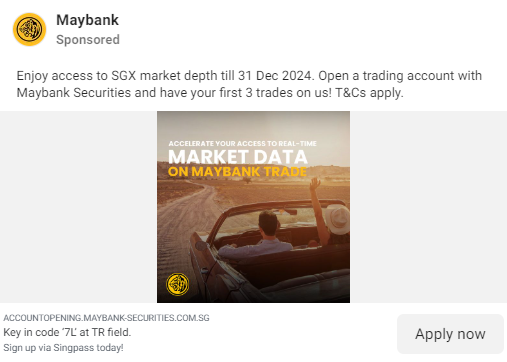 Maybank
Sponsored
Enjoy access to SGX market depth till 31 Dec 2024. Open a trading account with
Maybank Securities and have your first 3 trades on us! T&Cs apply.
ACCELERATE YOUR ACCESS TO REAL-TIME
MARKET DATA
ON MAYBANK TRADE
ACCOUNTOPENING.MAYBANK-SECURITIES.COM.SG
Key in code ‘7L’ at TR field.
Sign up via Singpass today!
Apply now